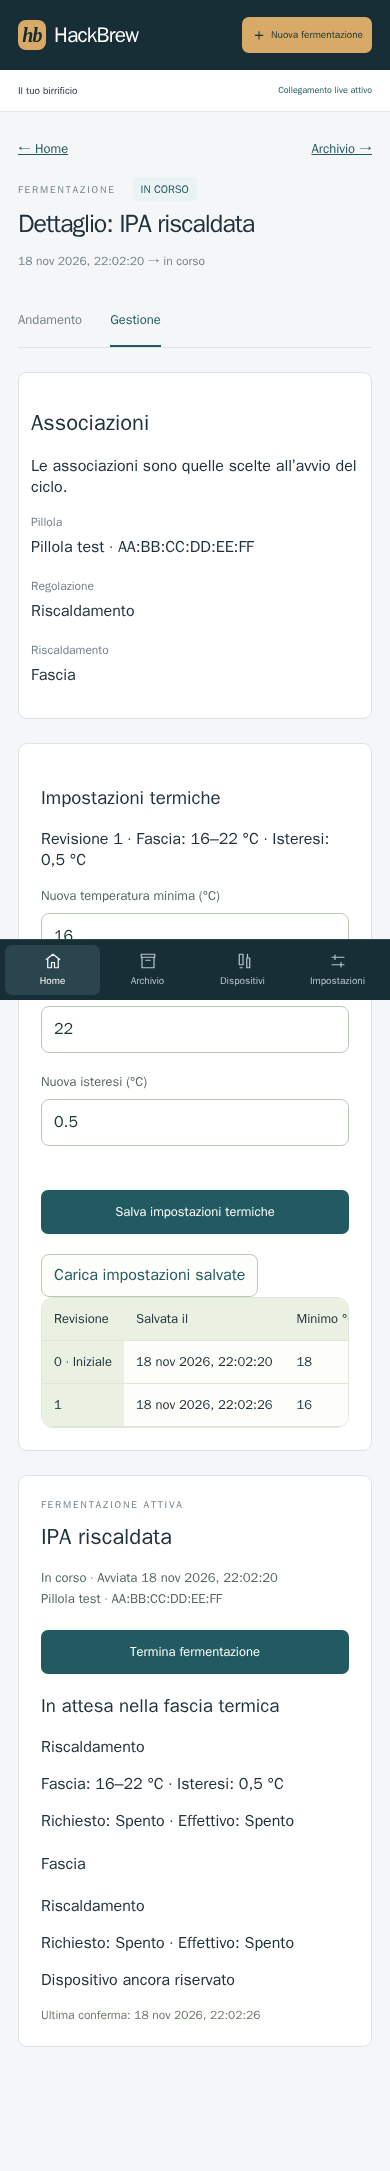 hb HackBrew
+ Nuova fermentazione
Il tuo birrificio
Collegamento live attivo
← Home
Archivio →
FERMENTAZIONE
IN CORSO
Dettaglio: IPA riscaldata
18 nov 2026, 22:02:20 → in corso
Andamento
Gestione
Associazioni
Le associazioni sono quelle scelte all'avvio del
ciclo.
Pillola
Pillola test · AA:BB:CC:DD:EE:FF
Regolazione
Riscaldamento
Riscaldamento
Fascia
Impostazioni termiche
Revisione 1 · Fascia: 16–22 °C · Isteresi:
0,5 °C
Nuova temperatura minima (°C)
16
Home
Archivio
Dispositivi
Impostazioni
22
Nuova isteresi (°C)
0.5
Salva impostazioni termiche
Carica impostazioni salvate
Revisione Salvata il Minimo °
0 · Iniziale 18 nov 2026, 22:02:20 18
1 18 nov 2026, 22:02:26 16
FERMENTAZIONE ATTIVA
IPA riscaldata
In corso · Avviata 18 nov 2026, 22:02:20
Pillola test · AA:BB:CC:DD:EE:FF
Termina fermentazione
In attesa nella fascia termica
Riscaldamento
Fascia: 16–22 °C · Isteresi: 0,5 °C
Richiesto: Spento · Effettivo: Spento
Fascia
Riscaldamento
Richiesto: Spento · Effettivo: Spento
Dispositivo ancora riservato
Ultima conferma: 18 nov 2026, 22:02:26